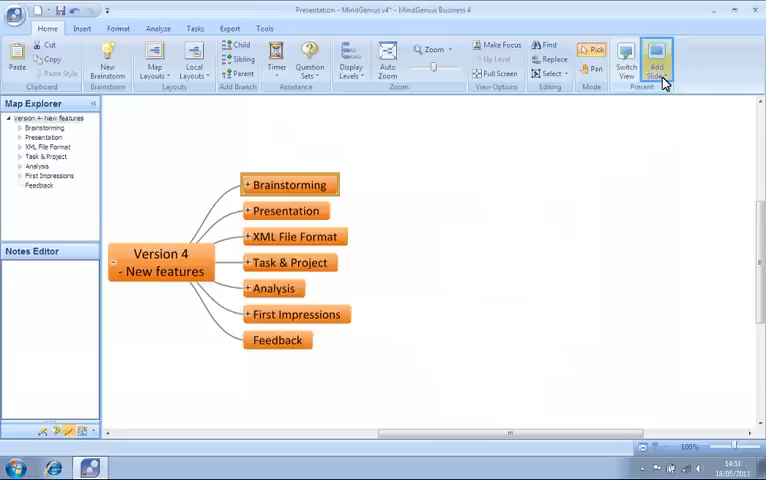 Presentation - MindGenius v4* - MindGenius Business 4
Home Insert Format Analyze Tasks Export Tools
Paste
Cut
Copy
Paste Style
Clipboard
New Brainstorm
Brainstorm
Map Layouts
Local Layouts
Layouts
Child
Sibling
Parent
Add Branch
Timer
Question Sets
Assistance
Display Levels
Auto Zoom
Zoom
Zoom
Make Focus
Up Level
Full Screen
View Options
Find
Replace
Select
Editing
Pick
Pan
Mode
Switch View
Add Slide
Present
Map Explorer
Version 4- New features
Brainstorming
Presentation
XML File Format
Task & Project
Analysis
First Impressions
Feedback
Notes Editor
Version 4
- New features
Brainstorming
Presentation
XML File Format
Task & Project
Analysis
First Impressions
Feedback
100%
14:51
18/05/2011